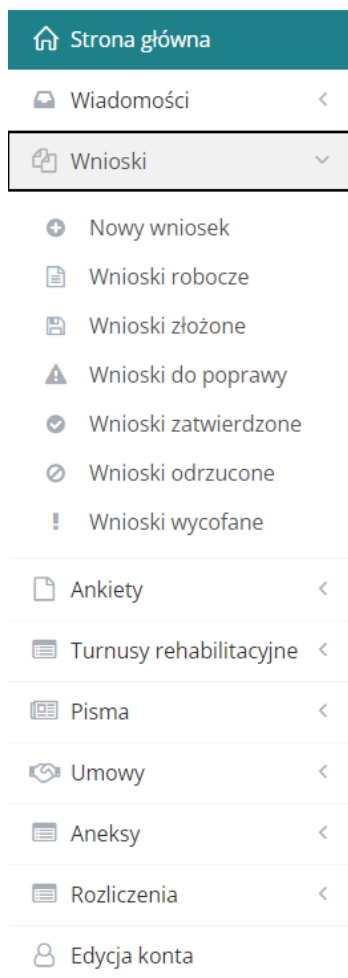 Strona główna
Wiadomości
Wnioski
Nowy wniosek
Wnioski robocze
Wnioski złożone
Wnioski do poprawy
Wnioski zatwierdzone
Wnioski odrzucone
Wnioski wycofane
Ankiety
Turnusy rehabilitacyjne
Pisma
Umowy
Aneksy
Rozliczenia
Edycja konta